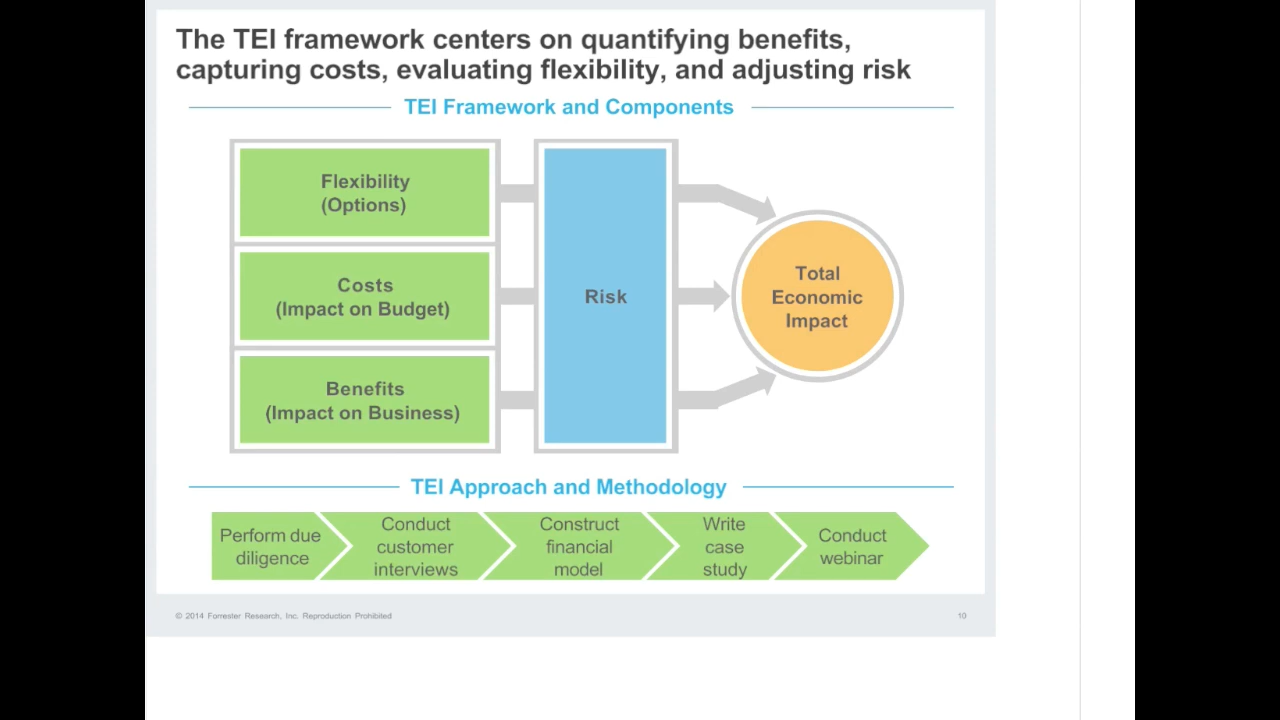 The TEI framework centers on quantifying benefits,
capturing costs, evaluating flexibility, and adjusting risk
TEI Framework and Components
Flexibility
(Options)
Costs
(Impact on Budget)
Benefits
(Impact on Business)
Risk
Total
Economic
Impact
TEI Approach and Methodology
Perform due
diligence
Conduct
customer
interviews
Construct
financial
model
Write
case
study
Conduct
webinar
© 2014 Forrester Research, Inc. Reproduction Prohibited
10